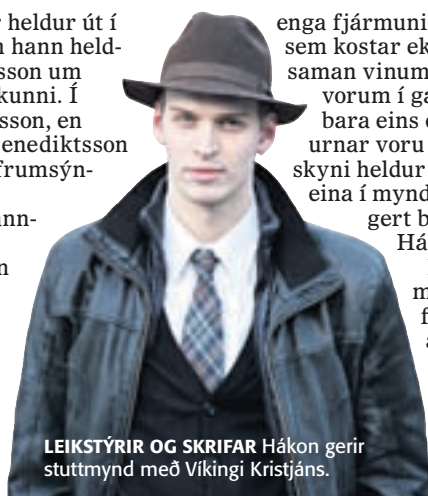 r heldur út í
n hann held-
sson um
kunni. Í
sson, en
enediktsson
frumsýn-
ann-
n
enga fjármuni
sem kostar ek
saman vinum
vorum í ga
bara eins
urnar voru
skyni heldur
eina í mynd
gert b
Há
m
f
a
LEIKSTÝRIR OG SKRIFAR Hákon gerir
stuttmynd með Víkingi Kristjáns.